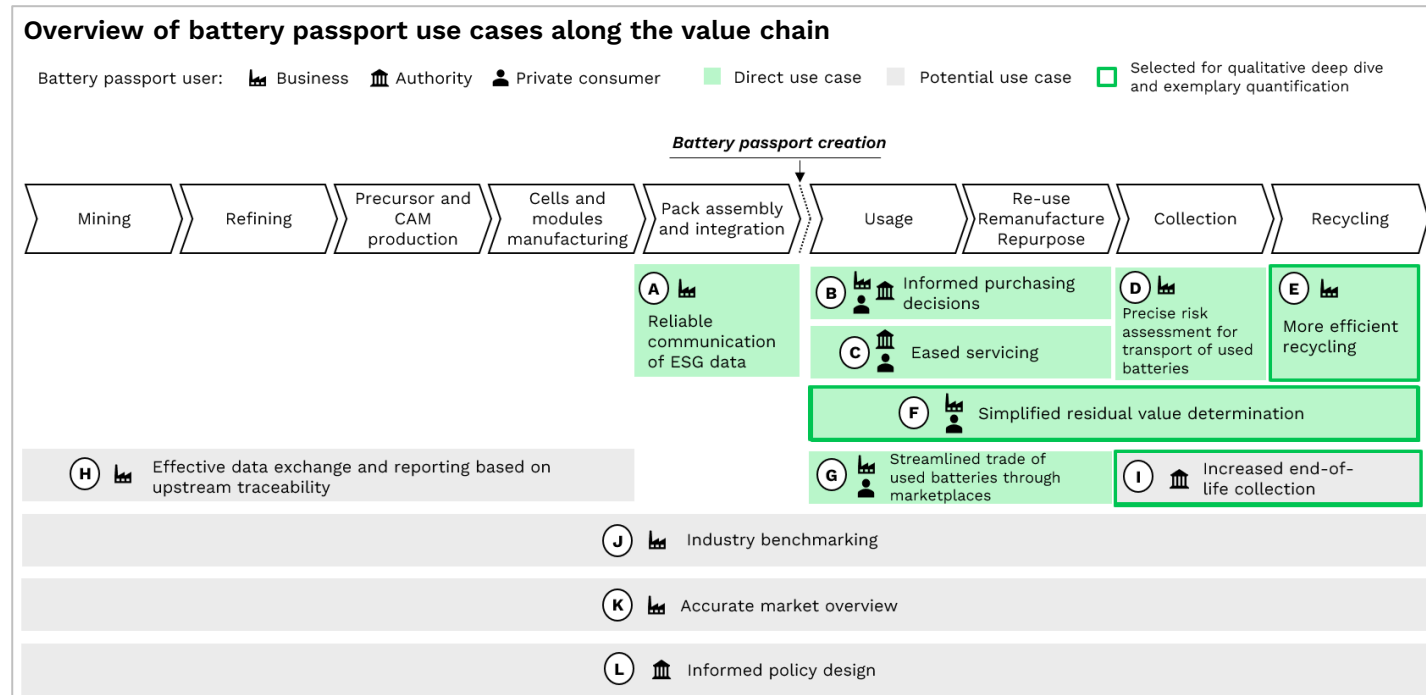 Overview of battery passport use cases along the value chain
Battery passport user: Business Authority Private consumer Direct use case Potential use case Selected for qualitative deep dive
and exemplary quantification
Battery passport creation
Mining
Refining
Precursor and
CAM
production
Cells and
modules
manufacturing
Pack assembly
and integration
Usage
Re-use
Remanufacture
Repurpose
Collection
Recycling
A
Reliable
communication
of ESG data
B
Informed purchasing
decisions
C
Eased servicing
D
Precise risk
assessment for
transport of used
batteries
E
More efficient
recycling
F
Simplified residual value determination
H
Effective data exchange and reporting based on
upstream traceability
G
Streamlined trade of
used batteries through
marketplaces
I
Increased end-of-
life collection
J
Industry benchmarking
K
Accurate market overview
L
Informed policy design